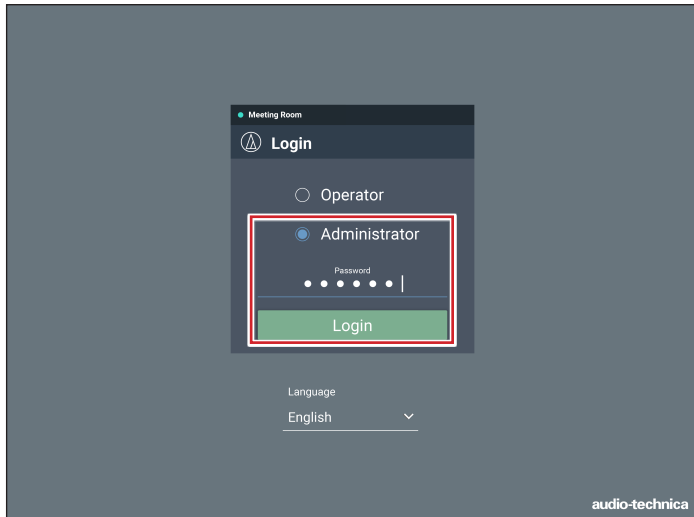 Meeting Room
Login
Operator
Administrator
Password
Login
Language
English
audio-technica